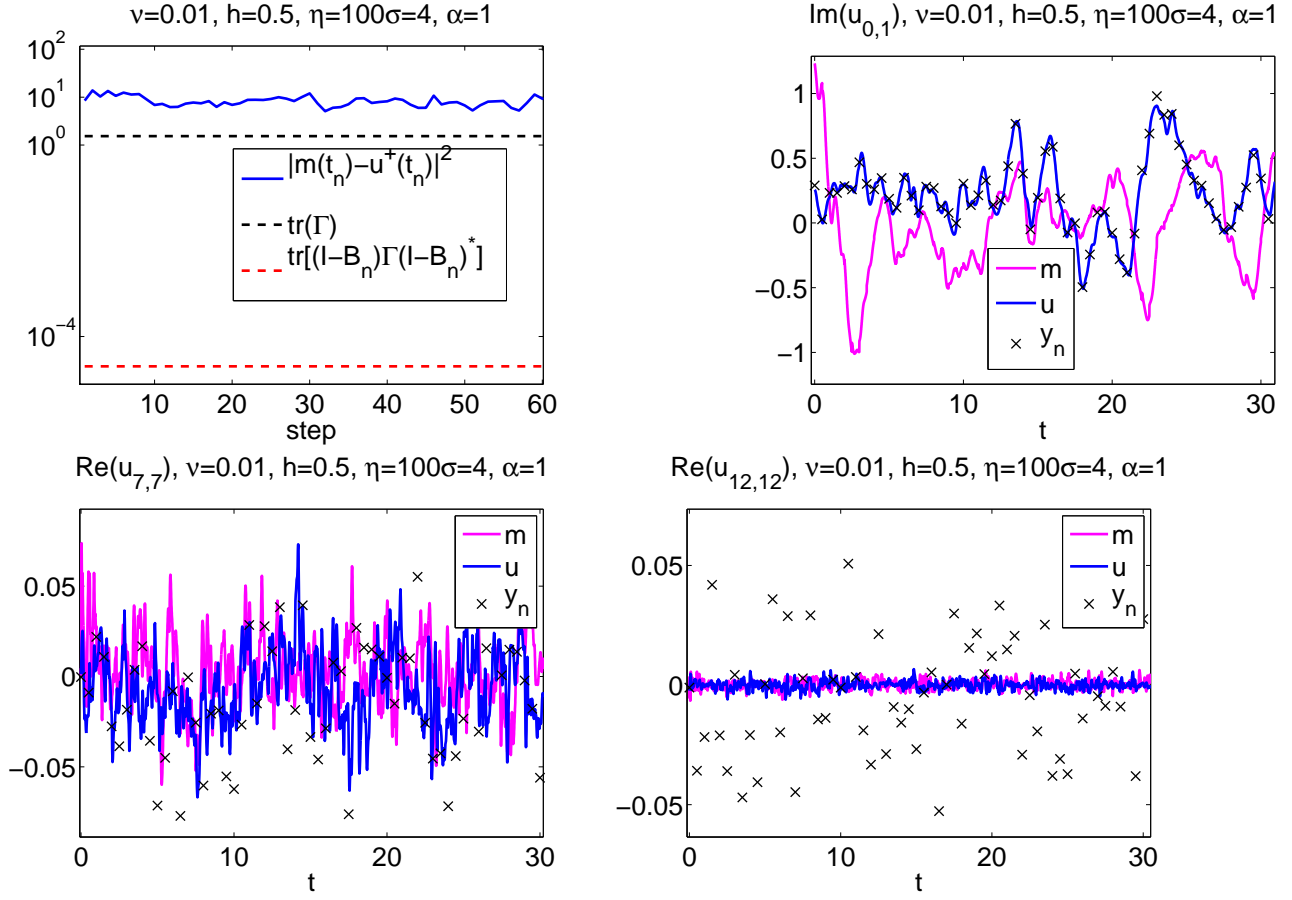 ν=0.01, h=0.5, η=100σ=4, α=1
10^2
10^1
10^0
10^-4
|m(t_n)−u^+(t_n)|^2
tr(Γ)
tr[(I−B_n)Γ(I−B_n)^*]
10 20 30 40 50 60
step
Im(u_{0,1}), ν=0.01, h=0.5, η=100σ=4, α=1
1
0.5
0
−0.5
−1
m
u
y_n
0 10 20 30
t
Re(u_{7,7}), ν=0.01, h=0.5, η=100σ=4, α=1
0.05
0
−0.05
m
u
y_n
0 10 20 30
t
Re(u_{12,12}), ν=0.01, h=0.5, η=100σ=4, α=1
0.05
0
−0.05
m
u
y_n
0 10 20 30
t